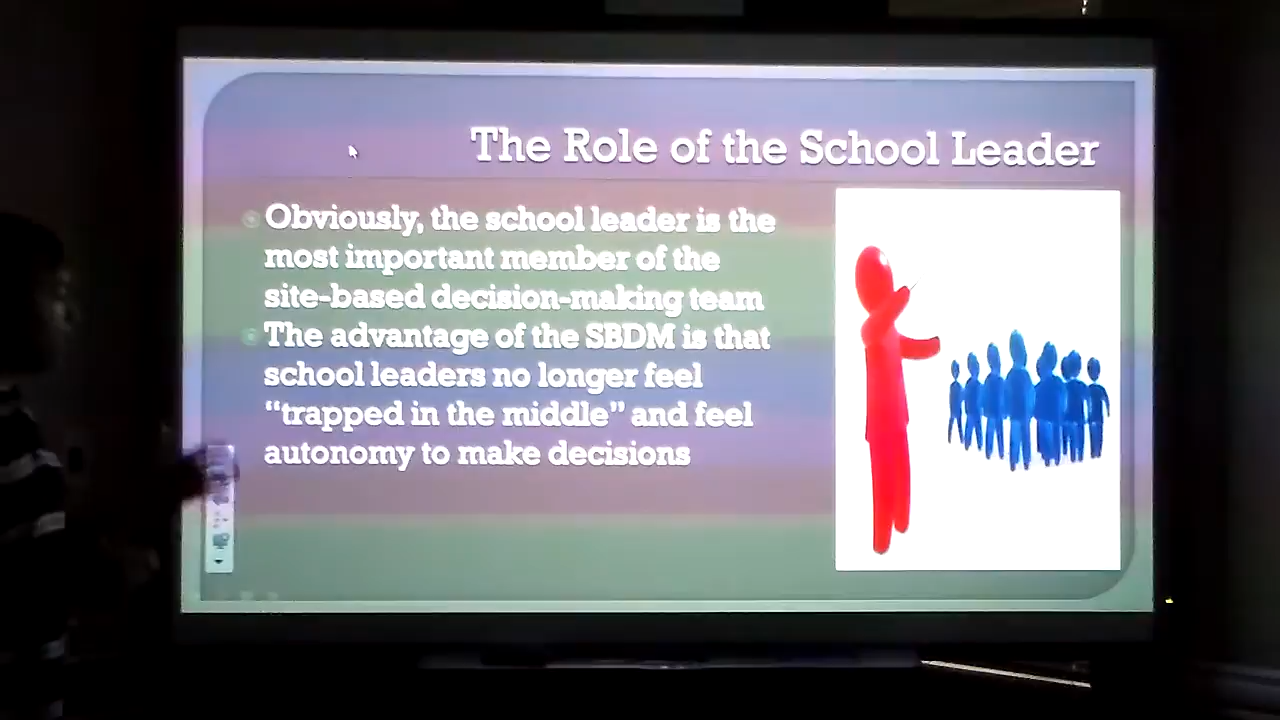 The Role of the School Leader
Obviously, the school leader is the
most important member of the
site-based decision-making team
The advantage of the SBDM is that
school leaders no longer feel
“trapped in the middle” and feel
autonomy to make decisions